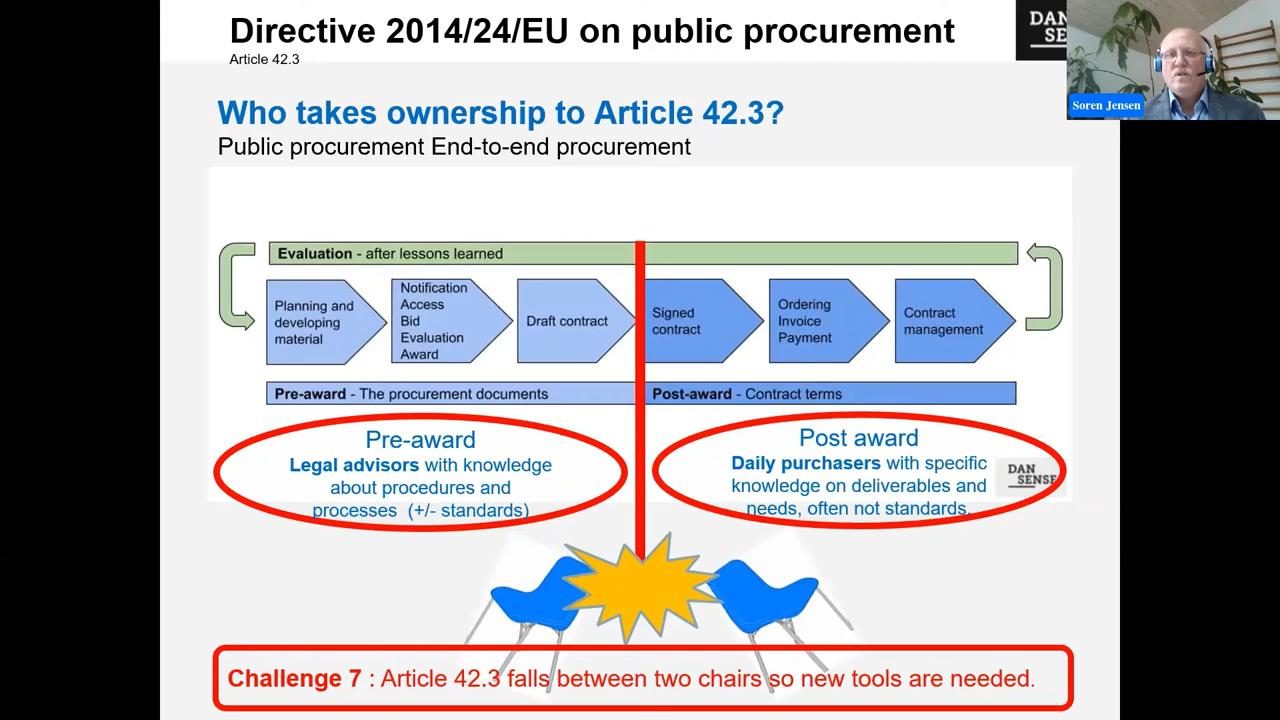 Directive 2014/24/EU on public procurement
Article 42.3
DAN
SE
Soren Jensen
Who takes ownership to Article 42.3?
Public procurement End-to-end procurement
Evaluation - after lessons learned
Planning and
developing
material
Notification
Access
Bid
Evaluation
Award
Draft contract
Signed
contract
Ordering
Invoice
Payment
Contract
management
Pre-award - The procurement documents
Post-award - Contract terms
Pre-award
Legal advisors with knowledge
about procedures and
processes (+/- standards)
Post award
Daily purchasers with specific
knowledge on deliverables and
needs, often not standards.
DAN
SENSE
Challenge 7 : Article 42.3 falls between two chairs so new tools are needed.